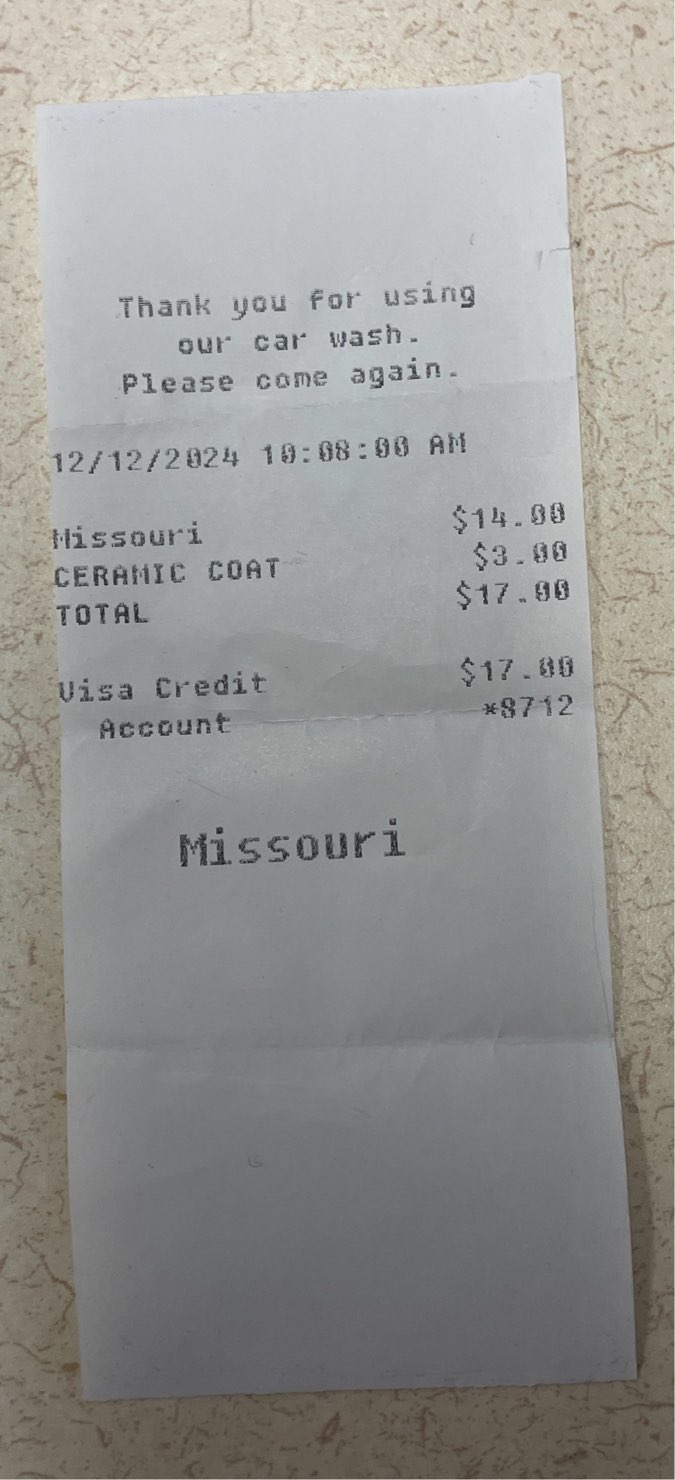 Thank you for using
our car wash.
Please come again.
12/12/2024 10:08:00 AM
Missouri $14.00
CERAMIC COAT $3.00
TOTAL $17.00
Visa Credit $17.00
Account *8712
Missouri